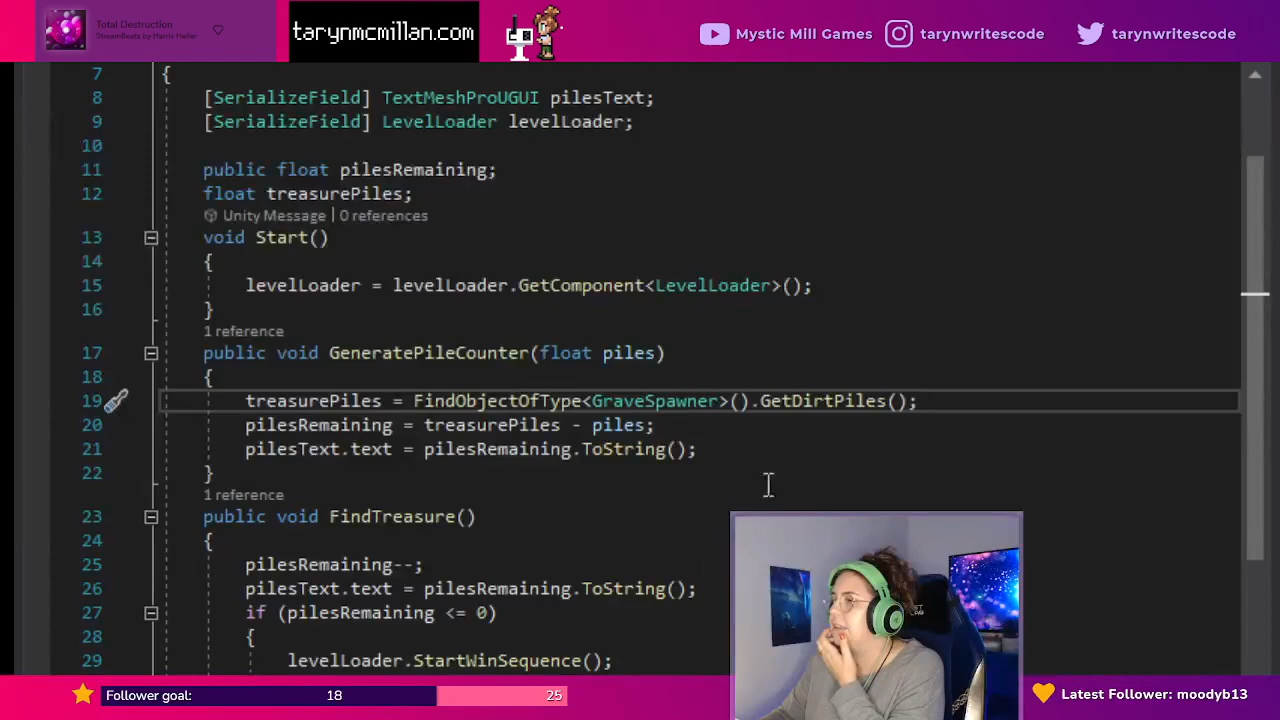 Total Destruction
StreamBeats by Harris Heller
tarynmcmillan.com
Mystic Mill Games
tarynwritescode
tarynwritescode
7 {
8 [SerializeField] TextMeshProUGUI pilesText;
9 [SerializeField] LevelLoader levelLoader;
10
11 public float pilesRemaining;
12 float treasurePiles;
Unity Message | 0 references
13 void Start()
14 {
15 levelLoader = levelLoader.GetComponent<LevelLoader>();
16 }
1 reference
17 public void GeneratePileCounter(float piles)
18 {
19 treasurePiles = FindObjectOfType<GraveSpawner>().GetDirtPiles();
20 pilesRemaining = treasurePiles - piles;
21 pilesText.text = pilesRemaining.ToString();
22 }
1 reference
23 public void FindTreasure()
24 {
25 pilesRemaining--;
26 pilesText.text = pilesRemaining.ToString();
27 if (pilesRemaining <= 0)
28 {
29 levelLoader.StartWinSequence();
Follower goal: 18 25
Latest Follower: moodyb13